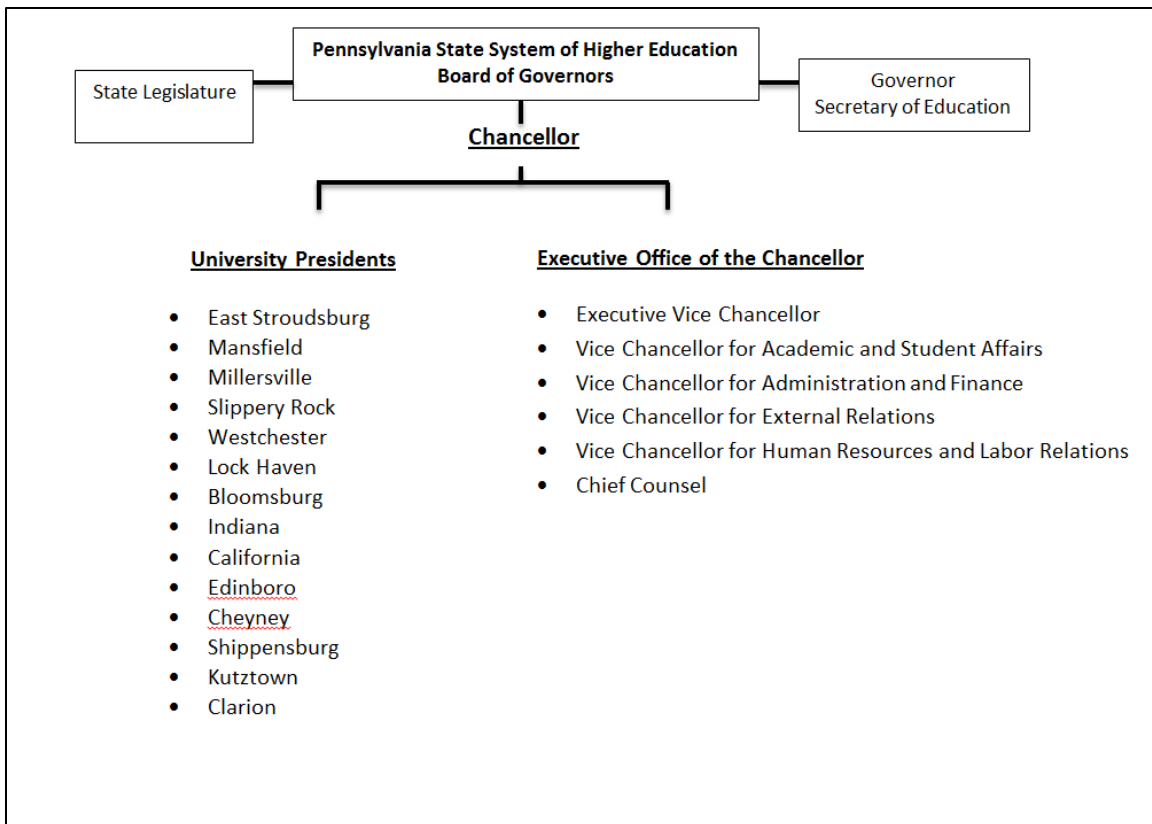 Pennsylvania State System of Higher Education
Board of Governors
State Legislature
Governor
Secretary of Education
Chancellor
University Presidents
• East Stroudsburg
• Mansfield
• Millersville
• Slippery Rock
• Westchester
• Lock Haven
• Bloomsburg
• Indiana
• California
• Edinboro
• Cheyney
• Shippensburg
• Kutztown
• Clarion
Executive Office of the Chancellor
• Executive Vice Chancellor
• Vice Chancellor for Academic and Student Affairs
• Vice Chancellor for Administration and Finance
• Vice Chancellor for External Relations
• Vice Chancellor for Human Resources and Labor Relations
• Chief Counsel